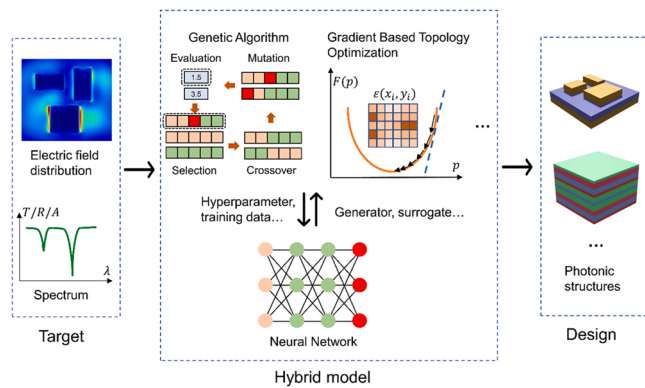 Electric field
distribution
T/R/A
λ
Spectrum
Target
Genetic Algorithm
Evaluation
Mutation
1.5
3.5
Selection
Crossover
Gradient Based Topology
Optimization
F(p)
ε(xᵢ,yᵢ)
p
...
Hyperparameter,
training data...
Generator, surrogate...
Neural Network
Hybrid model
...
Photonic
structures
Design